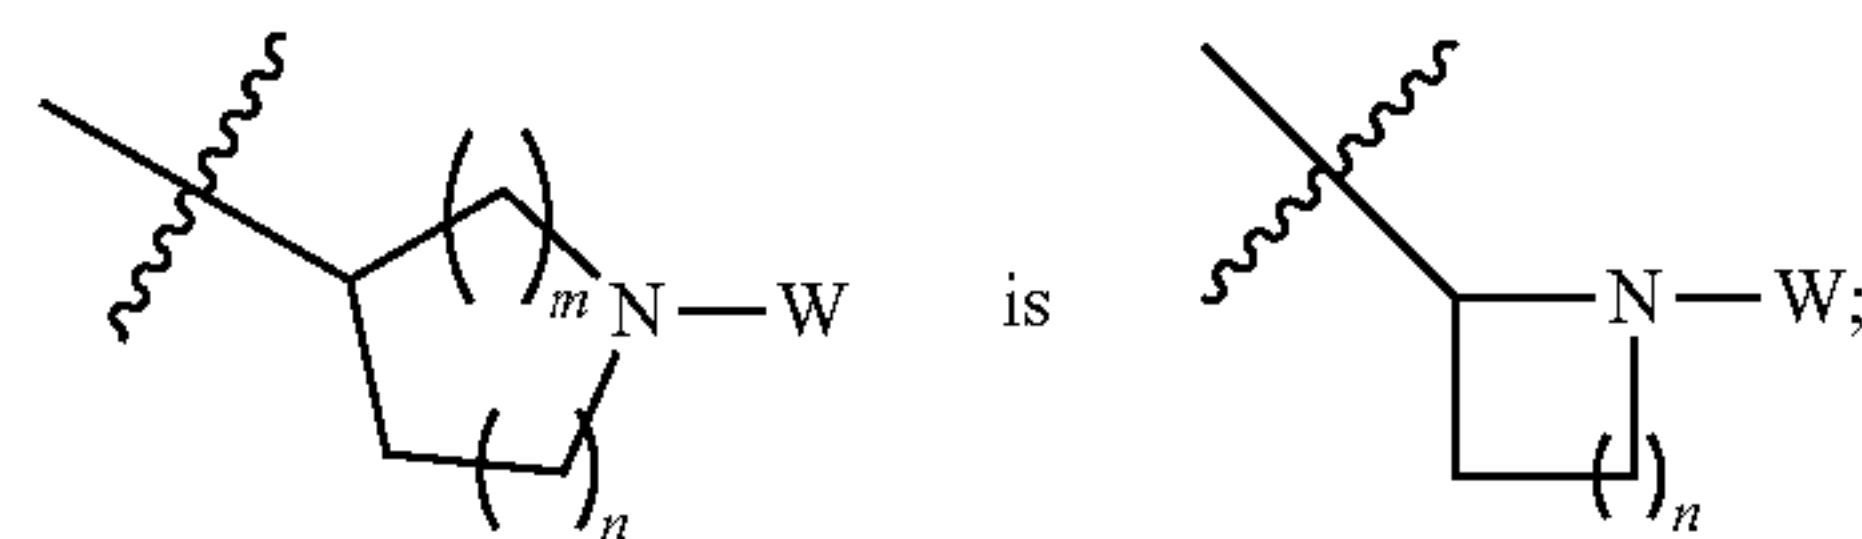 ( )m N — W is N — W;
( )n ( )n